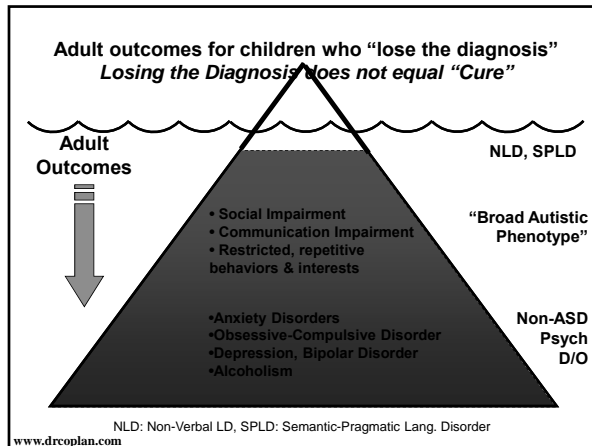 Adult outcomes for children who “lose the diagnosis”
Losing the Diagnosis does not equal “Cure”
Adult
Outcomes
NLD, SPLD
• Social Impairment
• Communication Impairment
• Restricted, repetitive
behaviors & interests
“Broad Autistic
Phenotype”
•Anxiety Disorders
•Obsessive-Compulsive Disorder
•Depression, Bipolar Disorder
•Alcoholism
Non-ASD
Psych
D/O
NLD: Non-Verbal LD, SPLD: Semantic-Pragmatic Lang. Disorder
www.drcoplan.com